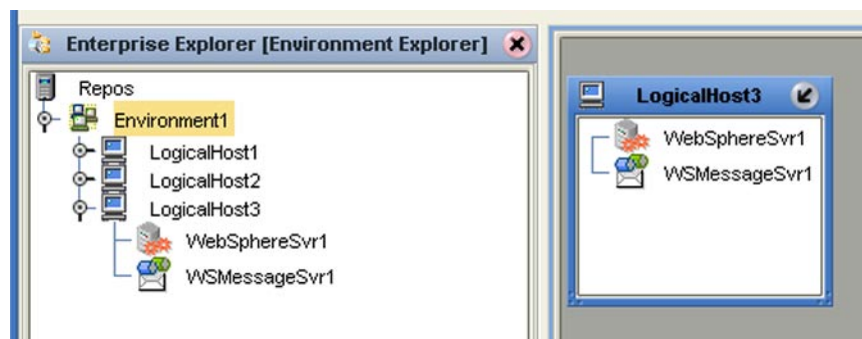 Enterprise Explorer [Environment Explorer]
Repos
Environment1
LogicalHost1
LogicalHost2
LogicalHost3
WebSphereSvr1
WSMessageSvr1
LogicalHost3
WebSphereSvr1
WSMessageSvr1